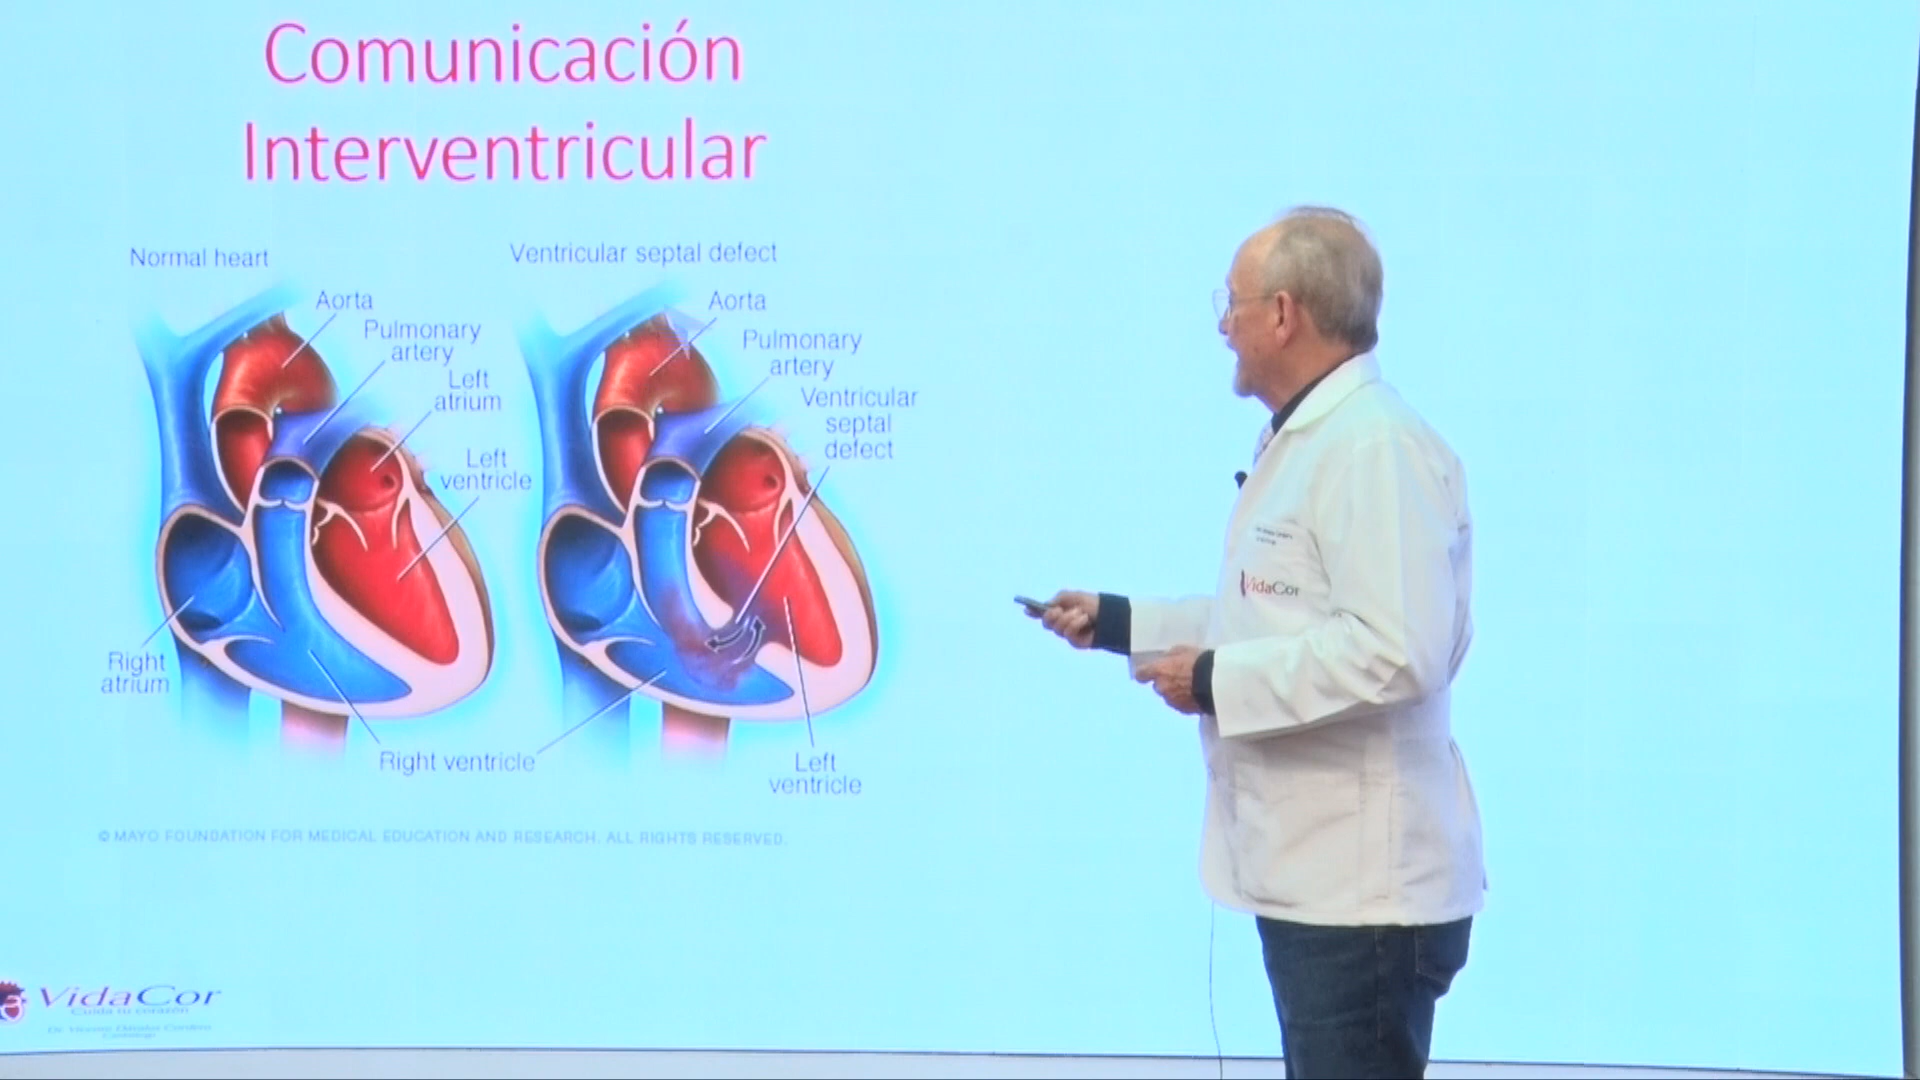 Comunicación
Interventricular
Normal heart
Aorta
Pulmonary
artery
Left
atrium
Left
ventricle
Right
atrium
Right ventricle
Ventricular septal defect
Aorta
Pulmonary
artery
Ventricular
septal
defect
Left
ventricle
© MAYO FOUNDATION FOR MEDICAL EDUCATION AND RESEARCH. ALL RIGHTS RESERVED.
VidaCor
Cuida tu corazón
VidaCor